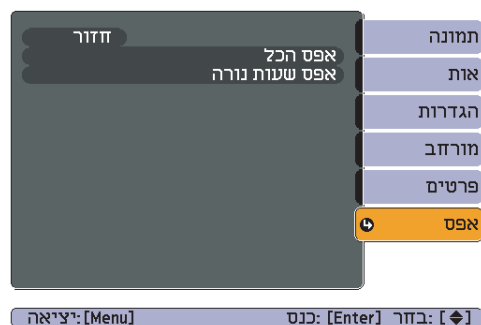 תמונה
אות
הגדרות
מורחב
פרטים
אפס
חזור
אפס הכל
אפס שעות נורה
[Menu]:יציאה [Enter] :כנס [⬍] :בחר